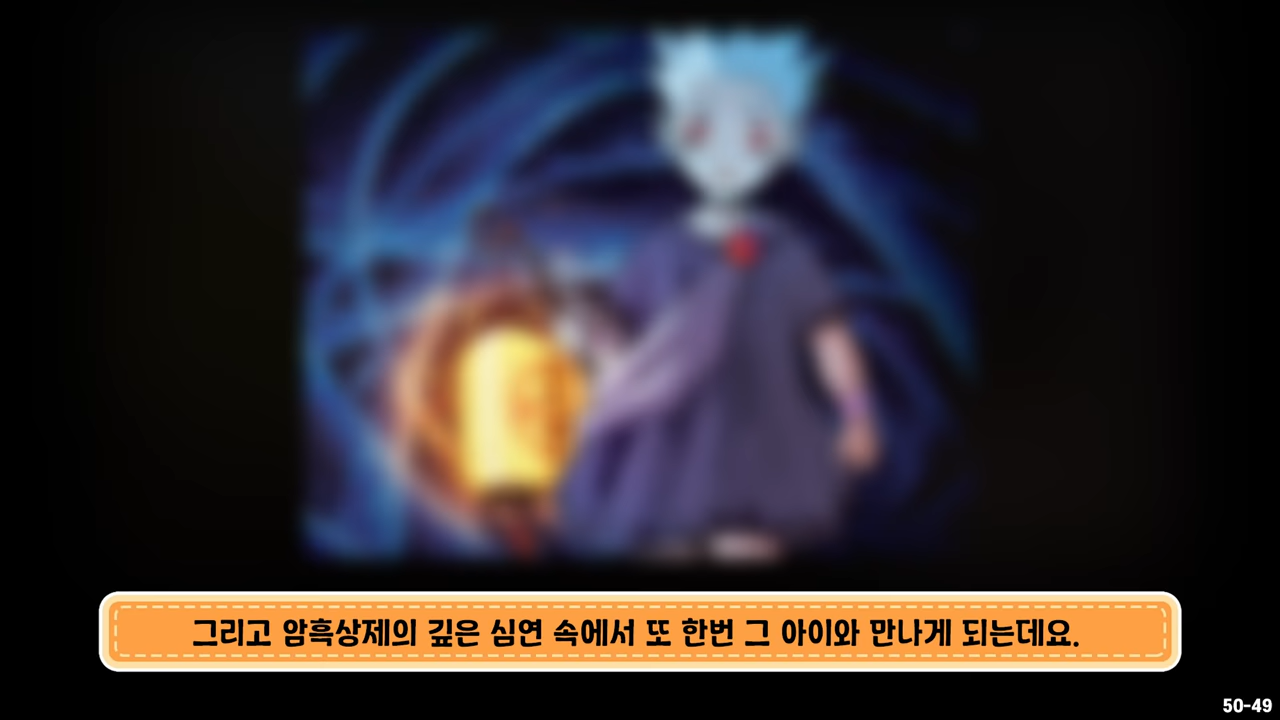 그리고 암흑상제의 깊은 심연 속에서 또 한번 그 아이와 만나게 되는데요.
50-49